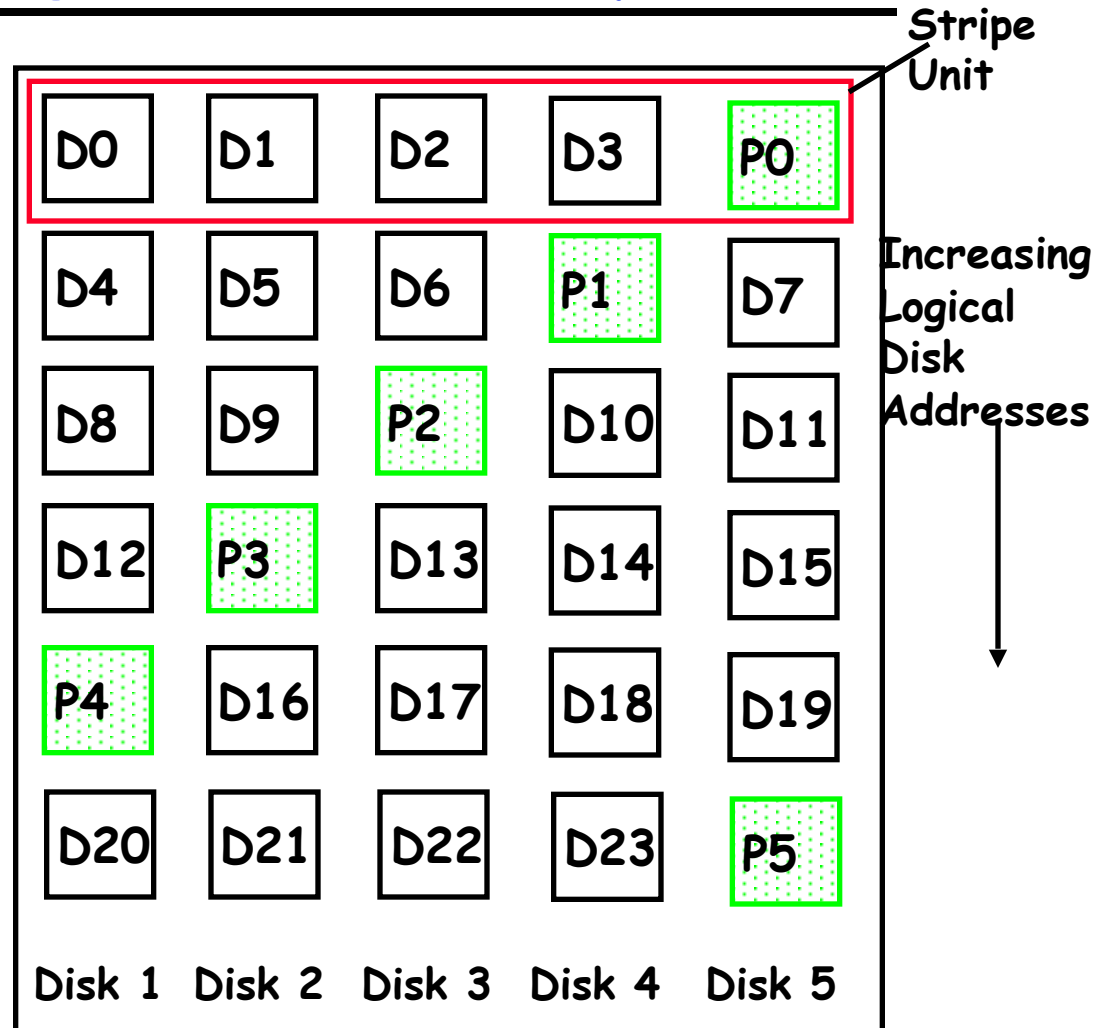 Stripe
Unit
D0 D1 D2 D3 P0
D4 D5 D6 P1 D7
Increasing
Logical
Disk
Addresses
D8 D9 P2 D10 D11
D12 P3 D13 D14 D15
P4 D16 D17 D18 D19
D20 D21 D22 D23 P5
Disk 1 Disk 2 Disk 3 Disk 4 Disk 5